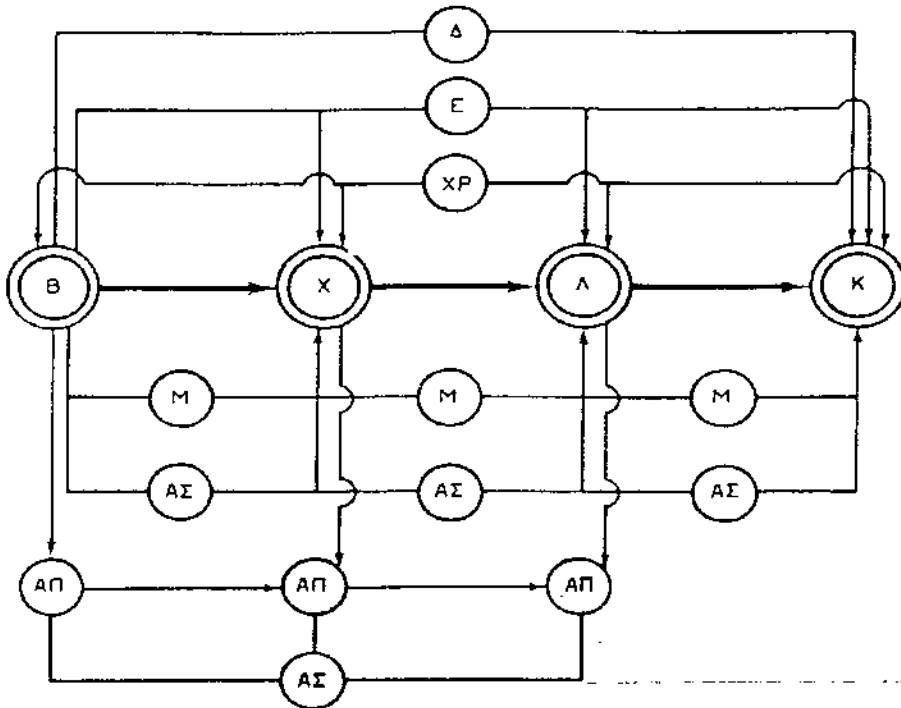 Δ
Ε
ΧΡ
Β Χ Λ Κ
Μ Μ Μ
ΑΣ ΑΣ ΑΣ
ΑΠ ΑΠ ΑΠ
ΑΣ